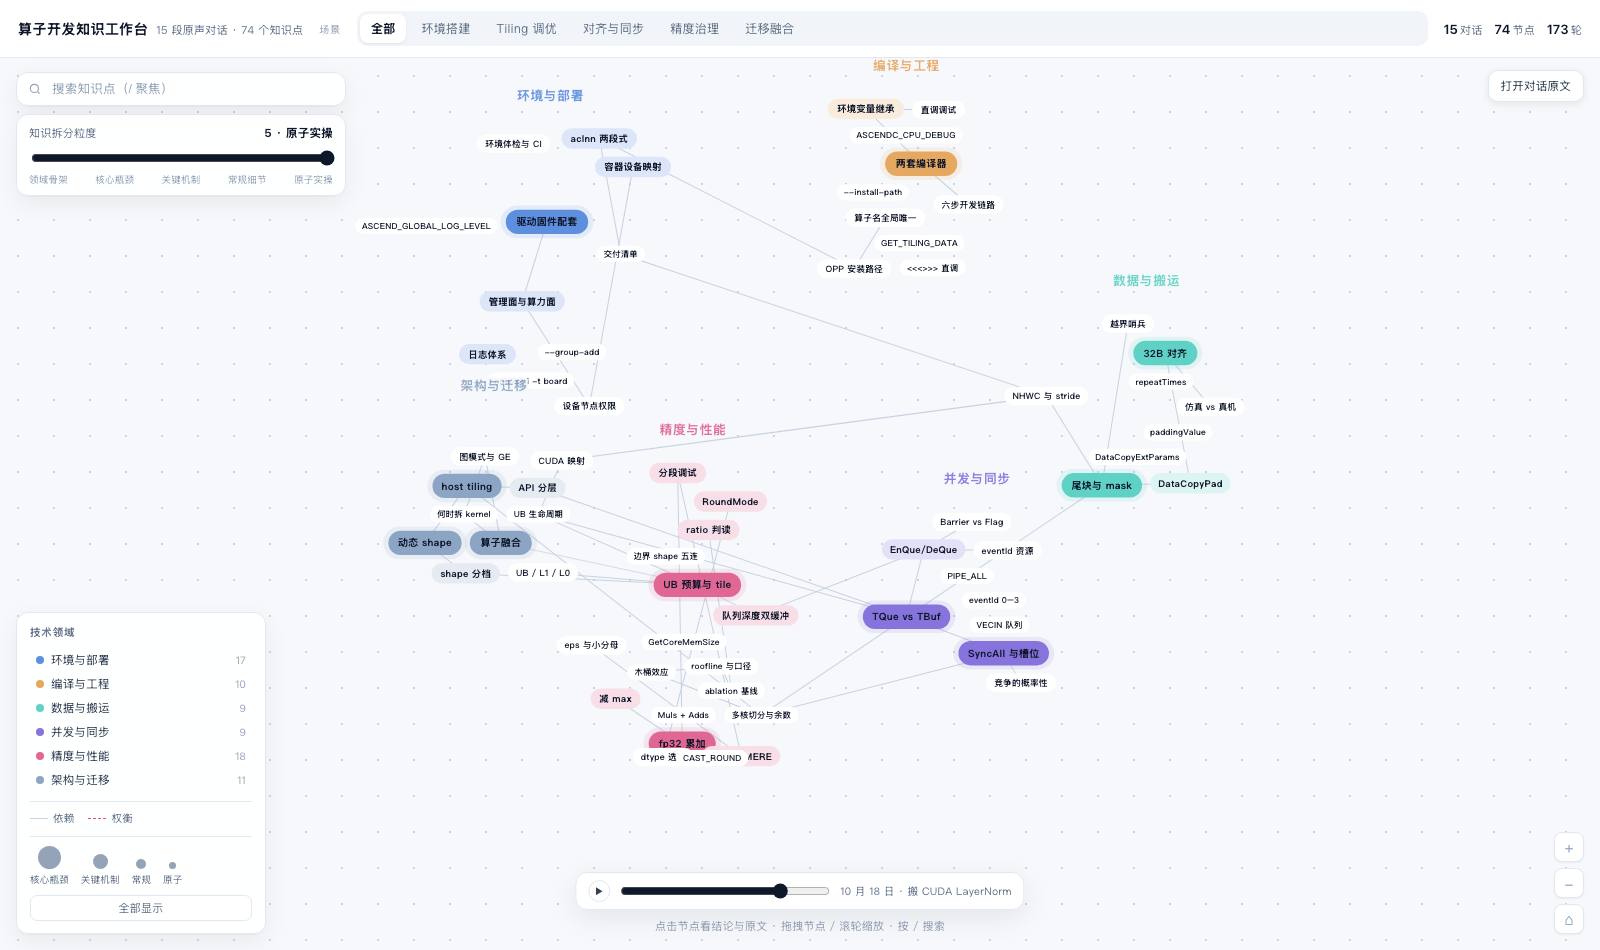 算子开发知识工作台
15 段原声对话 · 74 个知识点
场景
全部
环境搭建
Tiling 调优
对齐与同步
精度治理
迁移融合
15 对话
74 节点
173 轮
搜索知识点（/ 聚焦）
打开对话原文
知识拆分粒度
5 · 原子实操
领域骨架
核心瓶颈
关键机制
常规细节
原子实操
编译与工程
环境与部署
环境变量继承
直调调试
ASCENDC_CPU_DEBUG
aclnn 两段式
环境体检与 CI
容器设备映射
两套编译器
--install-path
六步开发链路
算子名全局唯一
ASCEND_GLOBAL_LOG_LEVEL
驱动固件配套
GET_TILING_DATA
交付清单
OPP 安装路径
<<<>>> 直调
数据与搬运
管理面与算力面
越界哨兵
日志体系
--group-add
32B 对齐
架构与迁移
-t board
repeatTimes
NHWC 与 stride
设备节点权限
仿真 vs 真机
精度与性能
paddingValue
图模式与 GE
CUDA 映射
DataCopyExtParams
分段调试
并发与同步
host tiling
API 分层
尾块与 mask
DataCopyPad
RoundMode
何时拆 kernel
UB 生命周期
ratio 判读
Barrier vs Flag
动态 shape
算子融合
边界 shape 五连
EnQue/DeQue
eventId 资源
shape 分档
UB / L1 / L0
UB 预算与 tile
PIPE_ALL
队列深度双缓冲
TQue vs TBuf
eventId 0—3
VECIN 队列
eps 与小分母
GetCoreMemSize
SyncAll 与槽位
木桶效应
roofline 与口径
竞争的概率性
减 max
ablation 基线
Muls + Adds
多核切分与余数
fp32 累加
dtype 选
CAST_ROUND
MERE
技术领域
环境与部署 17
编译与工程 10
数据与搬运 9
并发与同步 9
精度与性能 18
架构与迁移 11
依赖
权衡
核心瓶颈
关键机制
常规
原子
全部显示
10 月 18 日 · 搬 CUDA LayerNorm
点击节点看结论与原文 · 拖拽节点 / 滚轮缩放 · 按 / 搜索
+
−
⌂